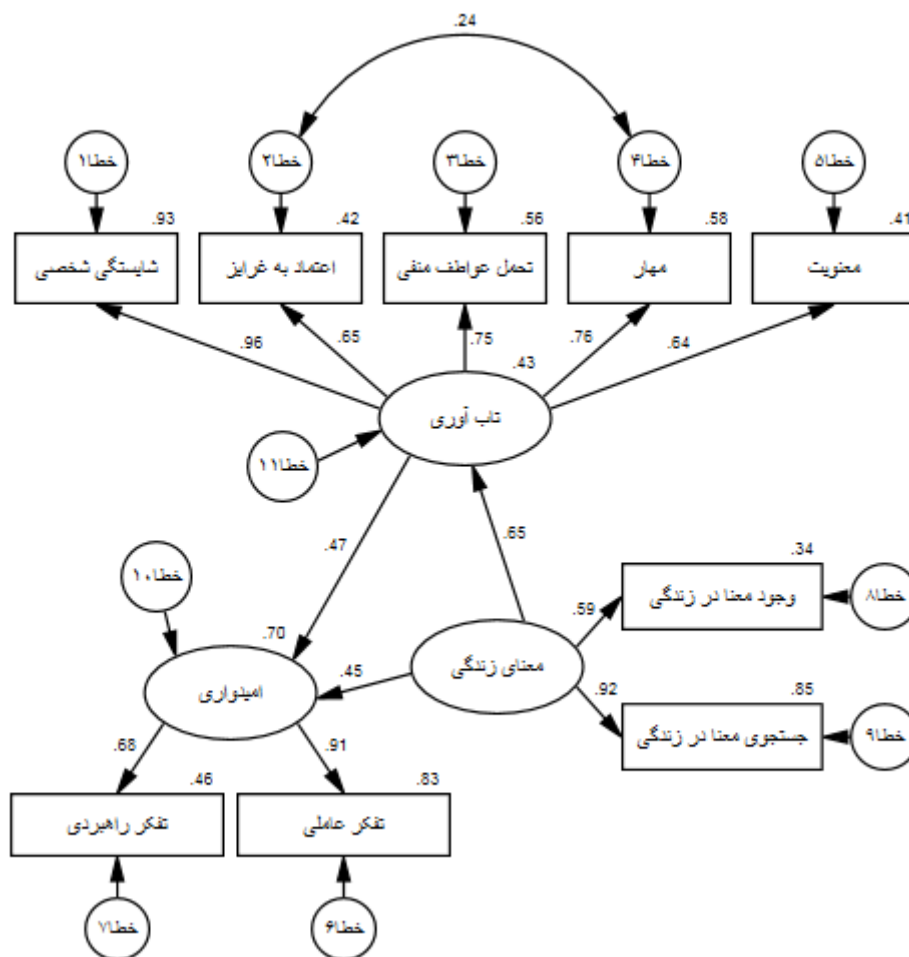 .24
خطا۱
خطا۲
خطا۳
خطا۴
خطا۵
.93
.42
.56
.58
.41
شایستگی شخصی
اعتماد به غرایز
تحمل عواطف منفی
مهار
معنویت
.96
.65
.75
.76
.64
.43
تاب آوری
خطا۱۱
.47
.65
خطا۱۰
.34
وجود معنا در زندگی
خطا۸
.59
.70
امیدواری
.45
معنای زندگی
.92
.85
جستجوی معنا در زندگی
خطا۹
.68
.91
.46
.83
تفکر راهبردی
تفکر عاملی
خطا۷
خطا۶